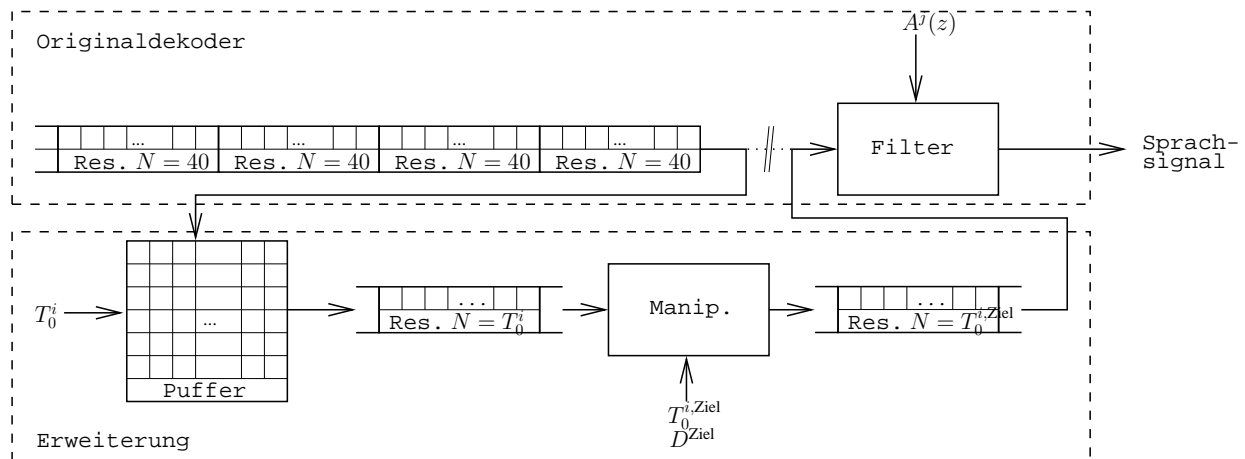 A^j(z)
Originaldekoder
... ... ... ...
Res. N = 40 Res. N = 40 Res. N = 40 Res. N = 40
Filter
Sprach-
signal
T_0^i
...
Puffer
...
Res. N = T_0^i
Manip.
...
Res. N = T_0^{i,Ziel}
T_0^{i,Ziel}
D^{Ziel}
Erweiterung